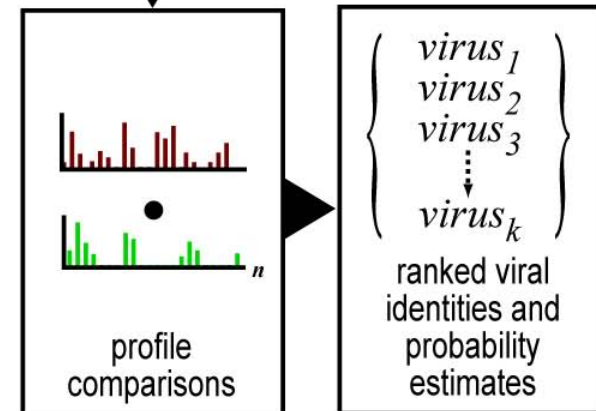 n
profile
comparisons
virus1
virus2
virus3
virusk
ranked viral
identities and
probability
estimates